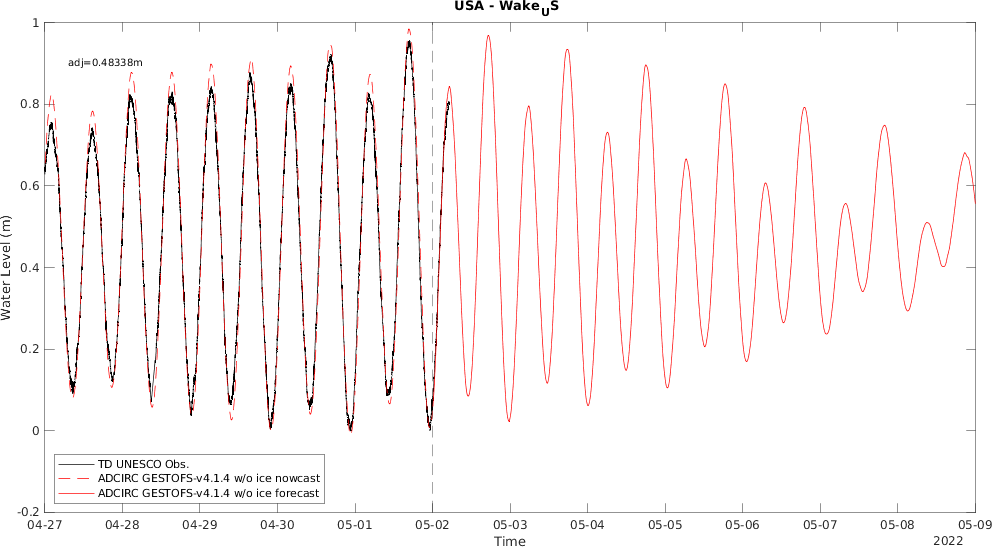 USA - Wake_US
adj=0.48338m
1
0.8
0.6
0.4
0.2
0
-0.2
Water Level (m)
TD UNESCO Obs.
ADCIRC GESTOFS-v4.1.4 w/o ice nowcast
ADCIRC GESTOFS-v4.1.4 w/o ice forecast
04-27 04-28 04-29 04-30 05-01 05-02 05-03 05-04 05-05 05-06 05-07 05-08 05-09
Time
2022